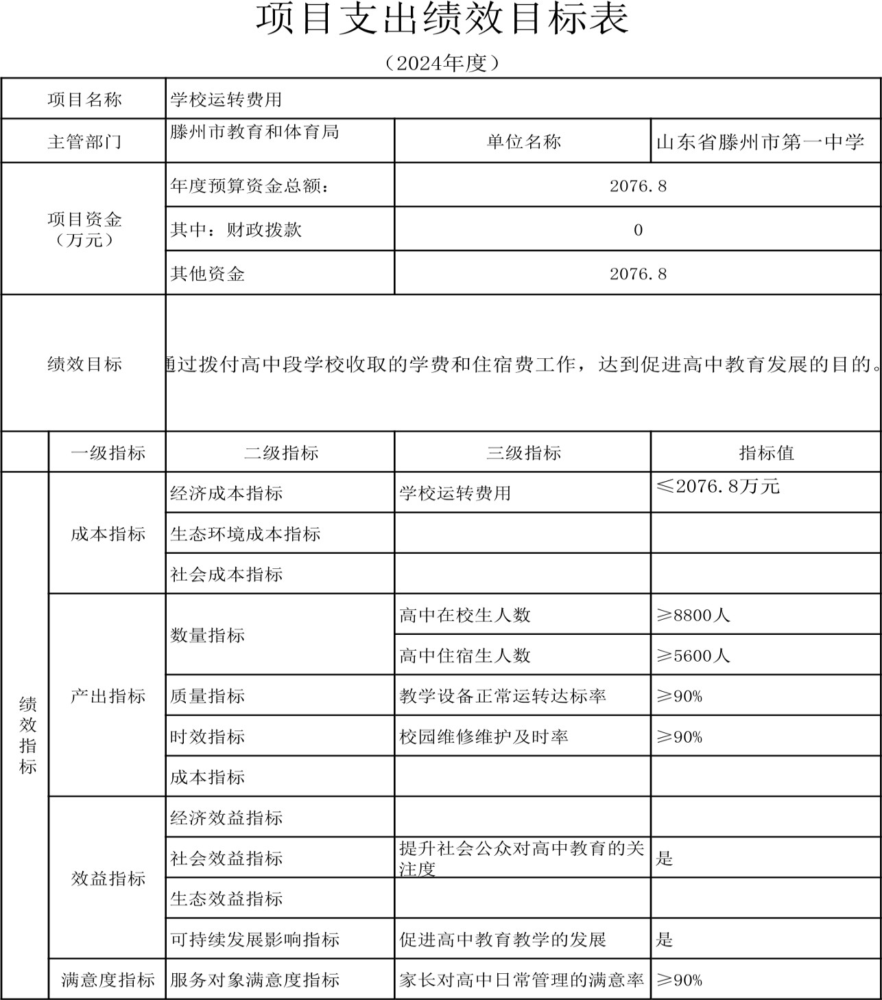 项目支出绩效目标表
（2024年度）
项目名称
学校运转费用
主管部门
滕州市教育和体育局
单位名称
山东省滕州市第一中学
项目资金
（万元）
年度预算资金总额：
2076.8
其中：财政拨款
0
其他资金
2076.8
绩效目标
通过拨付高中段学校收取的学费和住宿费工作，达到促进高中教育发展的目的。
一级指标
二级指标
三级指标
指标值
绩
效
指
标
成本指标
经济成本指标
学校运转费用
≤2076.8万元
生态环境成本指标
社会成本指标
产出指标
数量指标
高中在校生人数
≥8800人
高中住宿生人数
≥5600人
质量指标
教学设备正常运转达标率
≥90%
时效指标
校园维修维护及时率
≥90%
成本指标
效益指标
经济效益指标
社会效益指标
提升社会公众对高中教育的关
注度
是
生态效益指标
可持续发展影响指标
促进高中教育教学的发展
是
满意度指标
服务对象满意度指标
家长对高中日常管理的满意率
≥90%